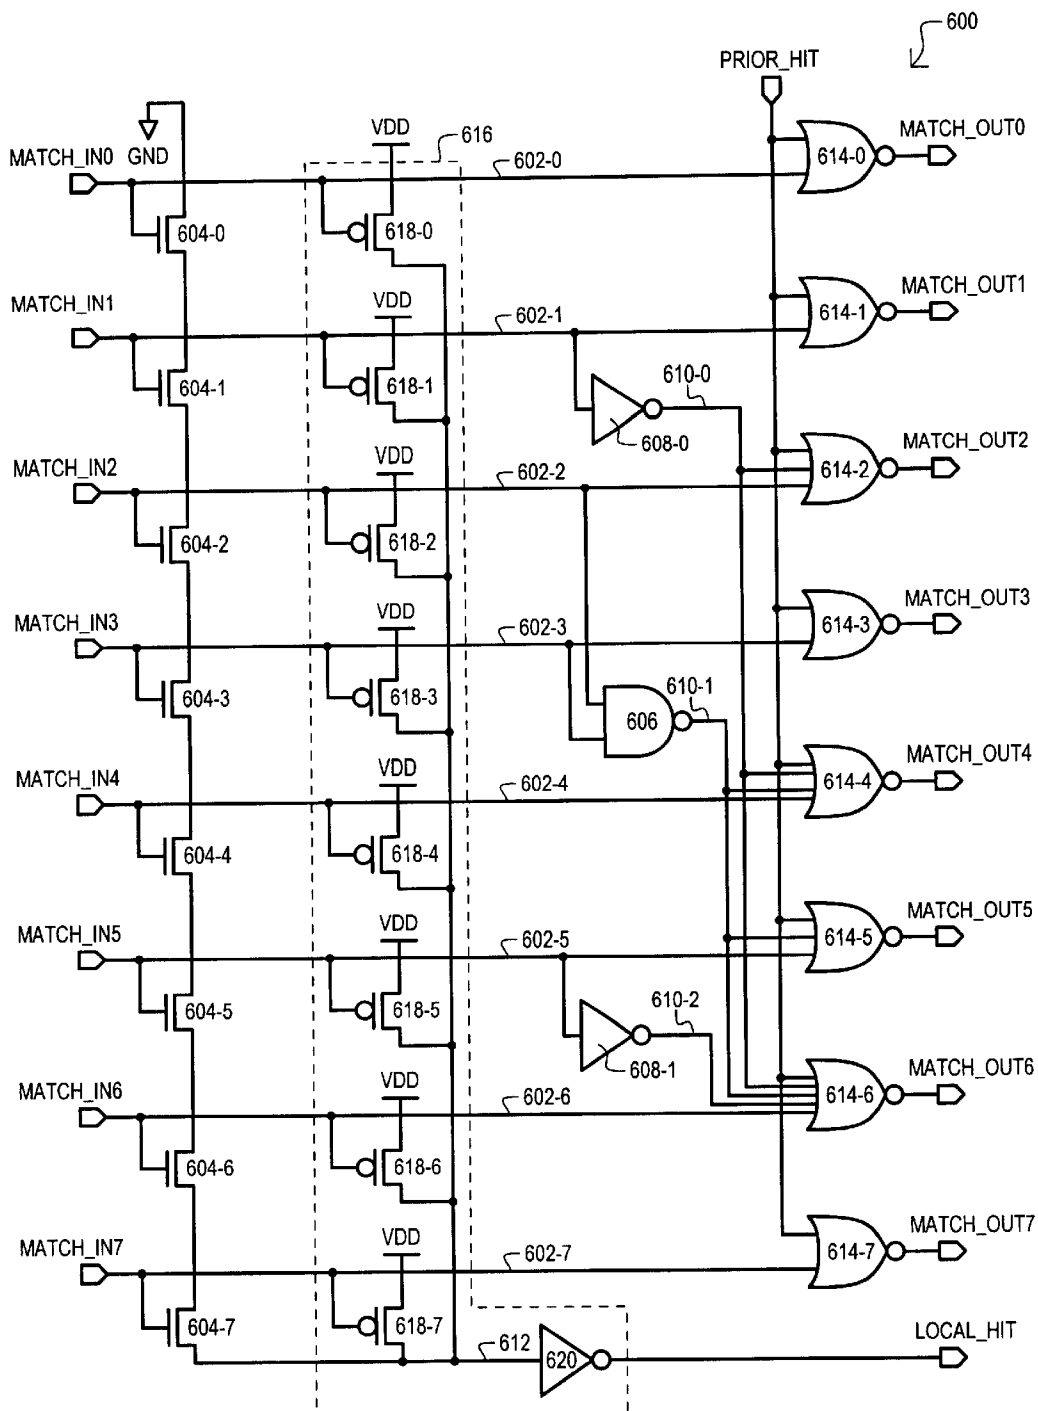 600
PRIOR_HIT
VDD
616
MATCH_OUT0
GND
MATCH_IN0
602-0
614-0
604-0
618-0
MATCH_IN1
VDD
602-1
614-1
MATCH_OUT1
604-1
618-1
610-0
608-0
MATCH_IN2
VDD
602-2
614-2
MATCH_OUT2
604-2
618-2
MATCH_IN3
VDD
602-3
614-3
MATCH_OUT3
604-3
618-3
606
610-1
MATCH_IN4
VDD
602-4
614-4
MATCH_OUT4
604-4
618-4
MATCH_IN5
VDD
602-5
614-5
MATCH_OUT5
604-5
618-5
610-2
608-1
MATCH_IN6
VDD
602-6
614-6
MATCH_OUT6
604-6
618-6
MATCH_IN7
VDD
602-7
614-7
MATCH_OUT7
604-7
618-7
612
620
LOCAL_HIT